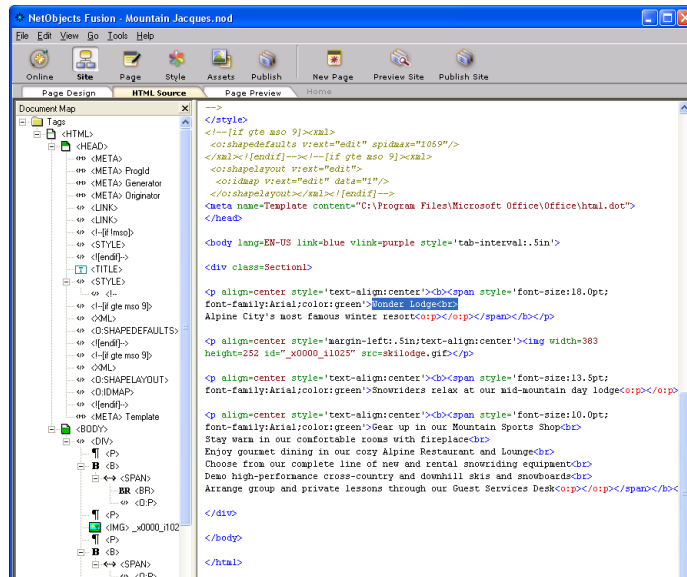 NetObjects Fusion - Mountain Jacques.nod
File Edit View Go Tools Help
Online Site Page Style Assets Publish New Page Preview Site Publish Site
Page Design HTML Source Page Preview Home
Document Map
Tags
<HTML>
<HEAD>
<META>
<META> ProgId
<META> Generator
<META> Originator
<LINK>
<LINK>
<!--[if !mso]>
<STYLE>
<![endif]-->
<TITLE>
<STYLE>
<!--
<!--[if gte mso 9]>
<XML>
<O:SHAPEDEFAULTS>
<![endif]-->
<!--[if gte mso 9]>
<XML>
<O:SHAPELAYOUT>
<O:IDMAP>
<![endif]-->
<META> Template
<BODY>
<DIV>
<P>
B <B>
<SPAN>
BR <BR>
<O:P>
<P>
<IMG> _x0000_i102
<P>
B <B>
<SPAN>
<O:P>
-->
</style>
<!--[if gte mso 9]><xml>
<o:shapedefaults v:ext="edit" spidmax="1069"/>
</xml><![endif]--><!--[if gte mso 9]><xml>
<o:shapelayout v:ext="edit">
<o:idmap v:ext="edit" data="1"/>
</o:shapelayout></xml><![endif]-->
<meta name=Template content="C:\Program Files\Microsoft Office\Office\html.dot">
</head>
<body lang=EN-US link=blue vlink=purple style='tab-interval:.5in'>
<div class=Section1>
<p align=center style='text-align:center'><b><span style='font-size:18.0pt;
font-family:Arial;color:green'>Wonder Lodge<br>
Alpine City's most famous winter resort<o:p></o:p></span></b></p>
<p align=center style='margin-left:.5in;text-align:center'><img width=383
height=252 id="_x0000_i1025" src=skilodge.gif></p>
<p align=center style='text-align:center'><b><span style='font-size:13.5pt;
font-family:Arial;color:green'>Snowriders relax at our mid-mountain day lodge<o:p></o:p>
<p align=center style='text-align:center'><b><span style='font-size:10.0pt;
font-family:Arial;color:green'>Gear up in our Mountain Sports Shop<br>
Stay warm in our comfortable rooms with fireplace<br>
Enjoy gourmet dining in our cozy Alpine Restaurant and Lounge<br>
Choose from our complete line of new and rental snowriding equipment<br>
Demo high-performance cross-country and downhill skis and snowboards<br>
Arrange group and private lessons through our Guest Services Desk<o:p></o:p></span></b><
</div>
</body>
</html>